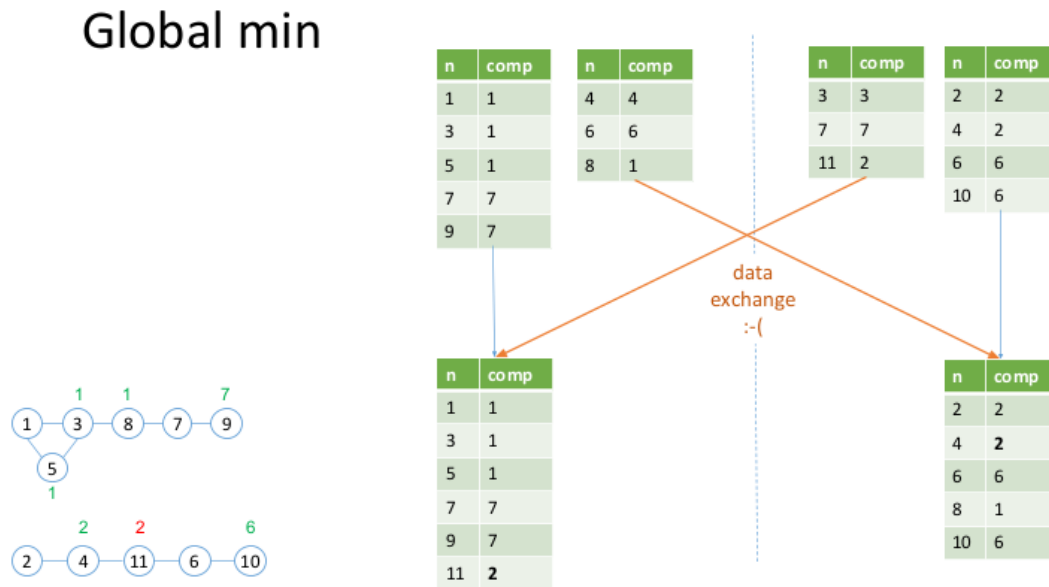 Global min
n comp
1 1
3 1
5 1
7 7
9 7
n comp
4 4
6 6
8 1
n comp
3 3
7 7
11 2
n comp
2 2
4 2
6 6
10 6
data
exchange
:-(
n comp
1 1
3 1
5 1
7 7
9 7
11 2
n comp
2 2
4 2
6 6
8 1
10 6
1 1 7
1 3 8 7 9
5
1
2 2 6
2 4 11 6 10